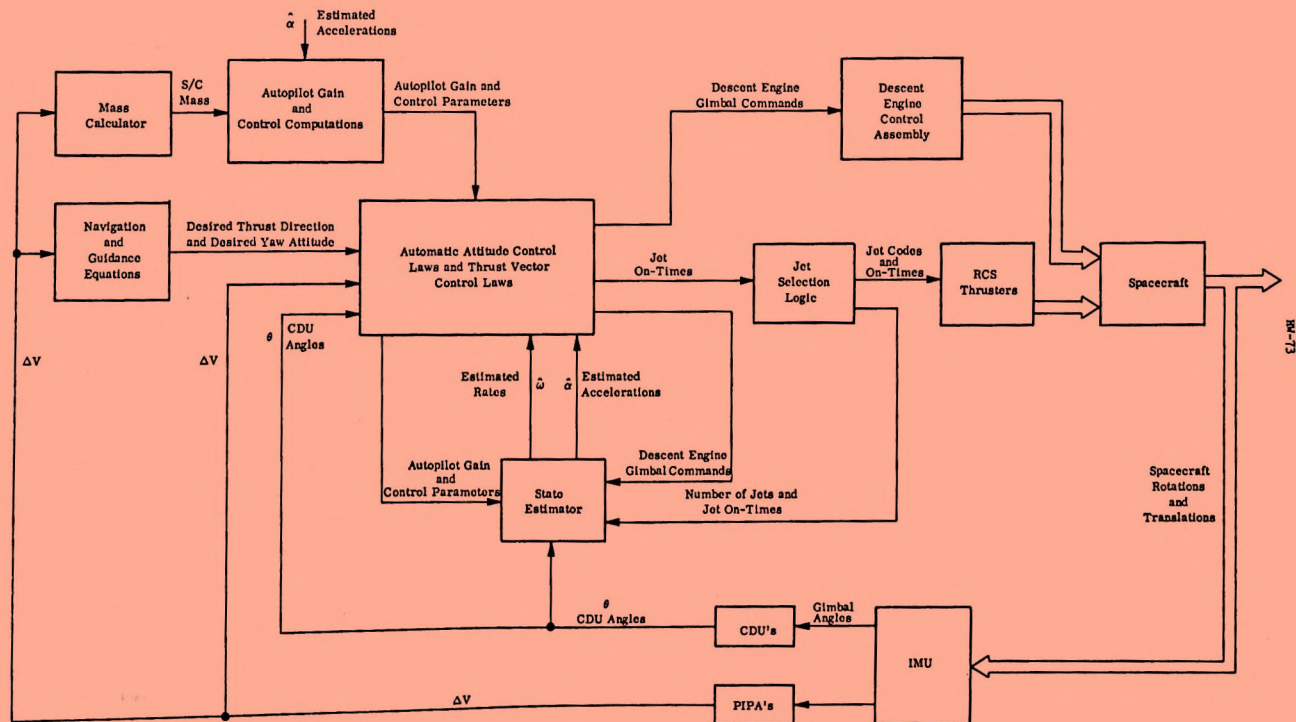 α̂ Estimated
Accelerations
Mass
Calculator
S/C
Mass
Autopilot Gain
and
Control Computations
Autopilot Gain and
Control Parameters
Descent Engine
Gimbal Commands
Descent
Engine
Control
Assembly
Navigation
and
Guidance
Equations
Desired Thrust Direction
and Desired Yaw Attitude
Automatic Attitude Control
Laws and Thrust Vector
Control Laws
Jet
On-Times
Jet
Selection
Logic
Jet Codes
and
On-Times
RCS
Thrusters
Spacecraft
θ CDU
Angles
ΔV
ΔV
Estimated
Rates
ω̂
α̂
Estimated
Accelerations
Autopilot Gain
and
Control Parameters
State
Estimator
Descent Engine
Gimbal Commands
Number of Jets and
Jet On-Times
Spacecraft
Rotations
and
Translations
θ
CDU Angles
CDU's
Gimbal
Angles
IMU
ΔV
PIPA's